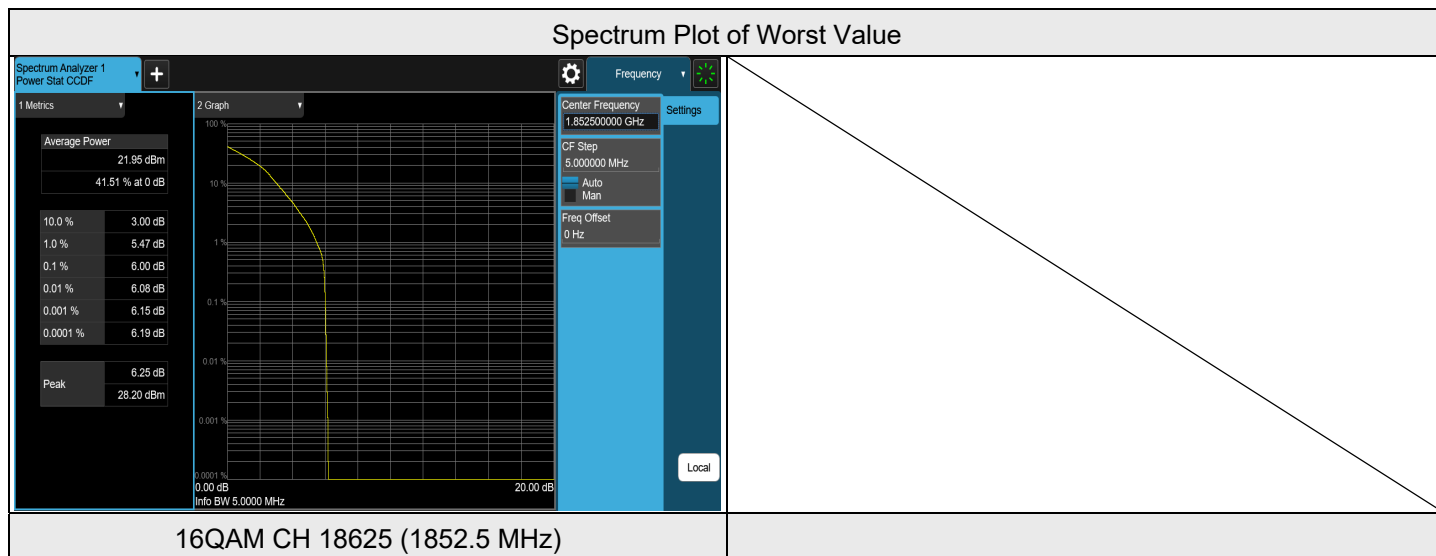 Spectrum Plot of Worst Value
Spectrum Analyzer 1
Power Stat CCDF
+
Frequency
1 Metrics
Average Power
21.95 dBm
41.51 % at 0 dB
10.0 % 3.00 dB
1.0 % 5.47 dB
0.1 % 6.00 dB
0.01 % 6.08 dB
0.001 % 6.15 dB
0.0001 % 6.19 dB
Peak
6.25 dB
28.20 dBm
2 Graph
100 %
10 %
1 %
0.1 %
0.01 %
0.001 %
0.0001 %
0.00 dB 20.00 dB
Info BW 5.0000 MHz
Center Frequency
1.852500000 GHz
CF Step
5.000000 MHz
Auto
Man
Freq Offset
0 Hz
Settings
Local
16QAM CH 18625 (1852.5 MHz)